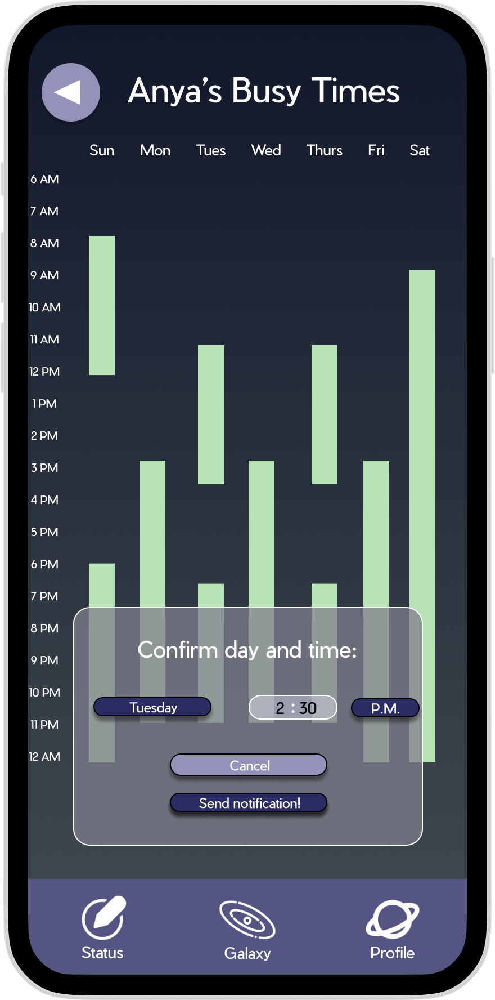 Anya’s Busy Times
Sun Mon Tues Wed Thurs Fri Sat
6 AM
7 AM
8 AM
9 AM
10 AM
11 AM
12 PM
1 PM
2 PM
3 PM
4 PM
5 PM
6 PM
7 PM
8 PM
9 PM
10 PM
11 PM
12 AM
Confirm day and time:
Tuesday 2 : 30 P.M.
Cancel
Send notification!
Status Galaxy Profile